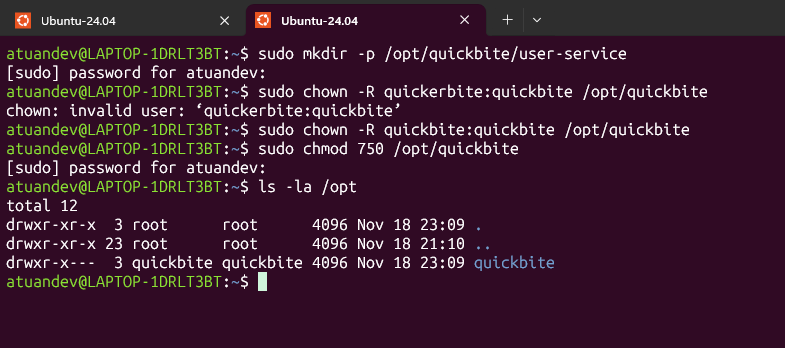 Ubuntu-24.04
Ubuntu-24.04
atuandev@LAPTOP-1DRLT3BT:~$ sudo mkdir -p /opt/quickbite/user-service
[sudo] password for atuandev:
atuandev@LAPTOP-1DRLT3BT:~$ sudo chown -R quickerbite:quickbite /opt/quickbite
chown: invalid user: ‘quickerbite:quickbite’
atuandev@LAPTOP-1DRLT3BT:~$ sudo chown -R quickbite:quickbite /opt/quickbite
atuandev@LAPTOP-1DRLT3BT:~$ sudo chmod 750 /opt/quickbite
[sudo] password for atuandev:
atuandev@LAPTOP-1DRLT3BT:~$ ls -la /opt
total 12
drwxr-xr-x  3 root      root      4096 Nov 18 23:09 .
drwxr-xr-x 23 root      root      4096 Nov 18 21:10 ..
drwxr-x---  3 quickbite quickbite 4096 Nov 18 23:09 quickbite
atuandev@LAPTOP-1DRLT3BT:~$